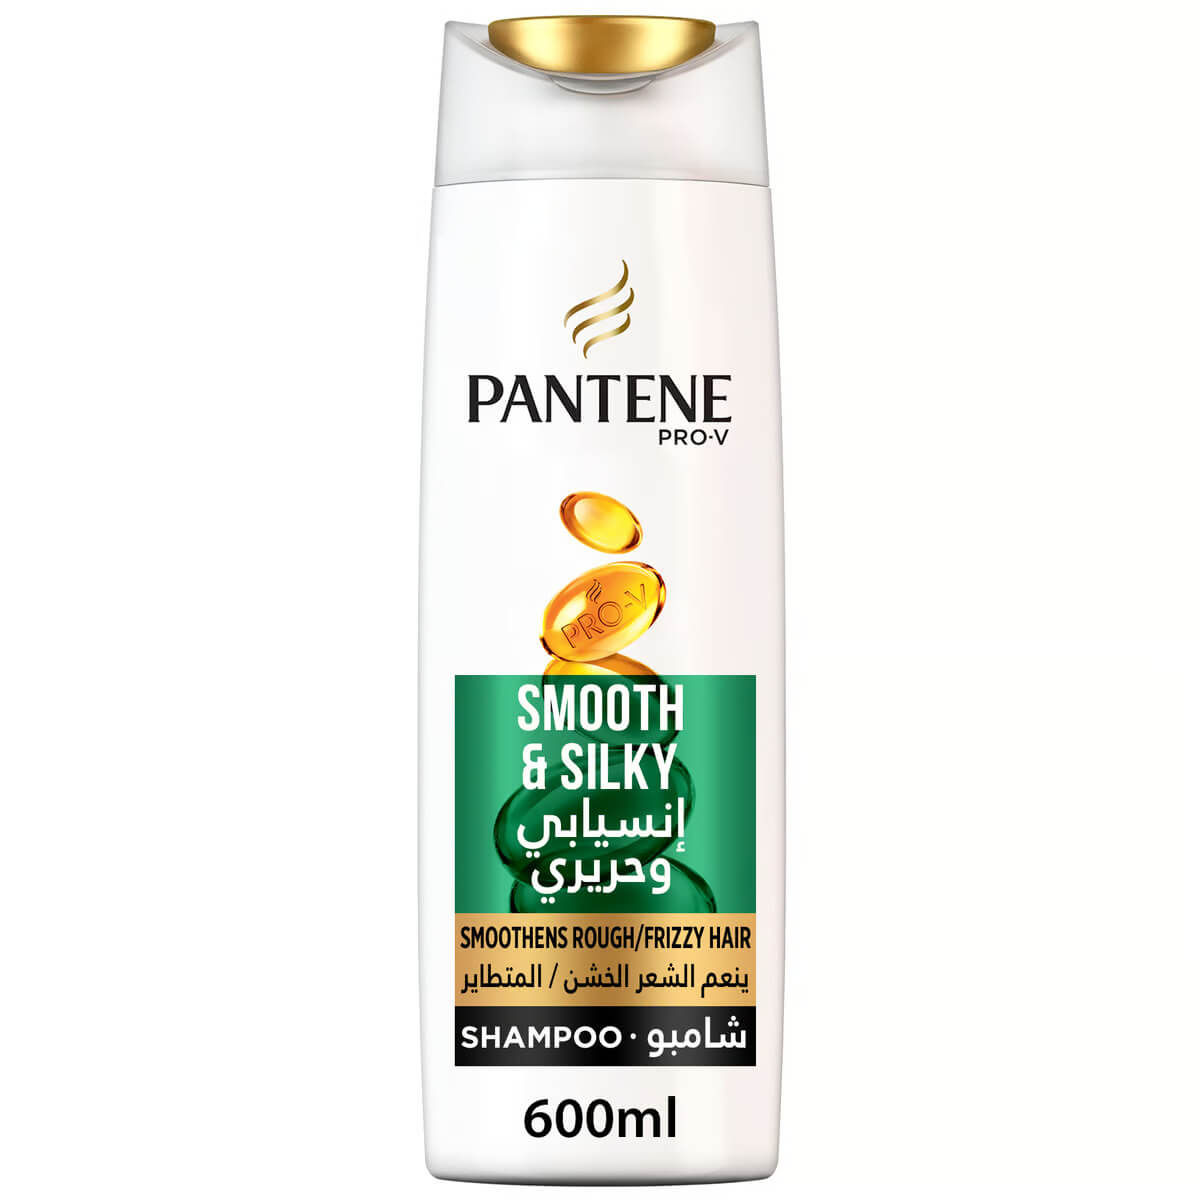 PANTENE
PRO-V
PRO-V
SMOOTH
& SILKY
إنسيابي
وحريري
SMOOTHENS ROUGH/FRIZZY HAIR
ينعم الشعر الخشن / المتطاير
SHAMPOO · شامبو
600ml